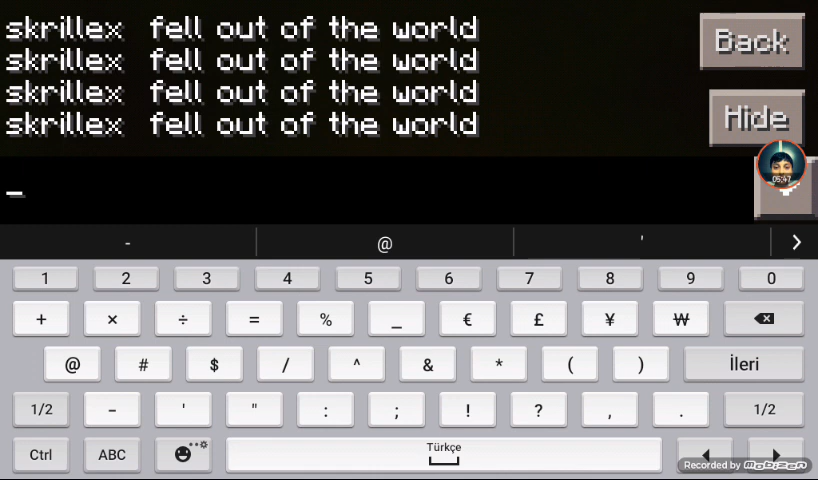 skrillex fell out of the world
skrillex fell out of the world
skrillex fell out of the world
skrillex fell out of the world
Back
Hide
05:47
_
- @ '
1 2 3 4 5 6 7 8 9 0
+ × ÷ = % _ € £ ¥ ₩
@ # $ / ^ & * ( ) İleri
1/2 - ' " : ; ! ? , . 1/2
Ctrl ABC Türkçe
Recorded by mobizen